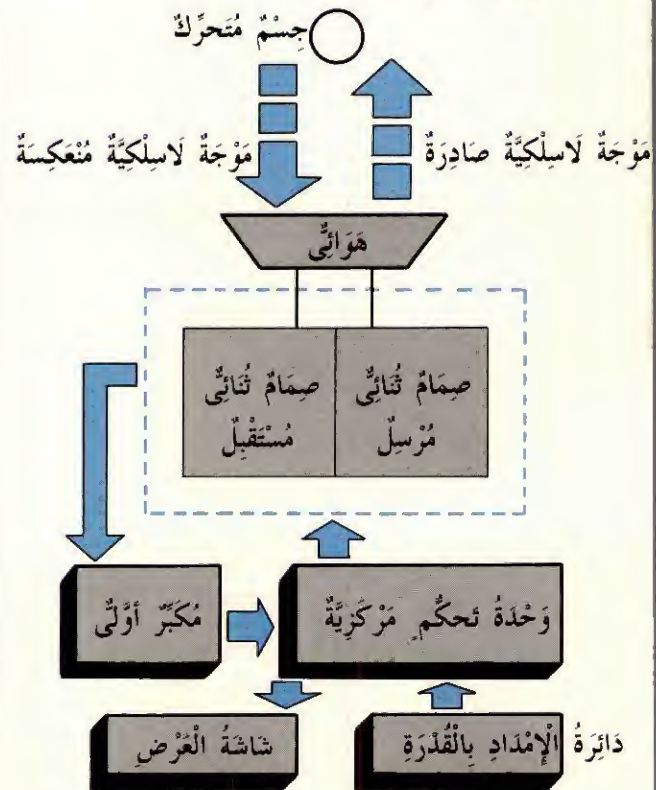 جِسْمٌ مُتَحَرِّكٌ
مَوْجَةٌ لَاسِلْكِيَّةٌ صَادِرَةٌ
مَوْجَةٌ لَاسِلْكِيَّةٌ مُنْعَكِسَةٌ
هَوَائِىٌّ
صِمَامٌ ثُنَائِىٌّ
مُرْسِلٌ
صِمَامٌ ثُنَائِىٌّ
مُسْتَقْبِلٌ
وَحْدَةُ تَحَكُّمٍ مَرْكَزِيَّةٌ
مُكَبِّرٌ أَوَّلِىٌّ
دَائِرَةُ الْإِمْدَادِ بِالْقُدْرَةِ
شَاشَةُ الْعَرْضِ